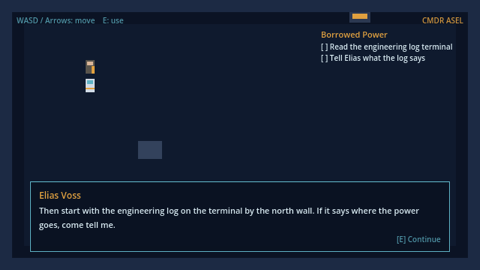 WASD / Arrows: move E: use
CMDR ASEL
Borrowed Power
[ ] Read the engineering log terminal
[ ] Tell Elias what the log says
Elias Voss
Then start with the engineering log on the terminal by the north wall. If it says where the power
goes, come tell me.
[E] Continue